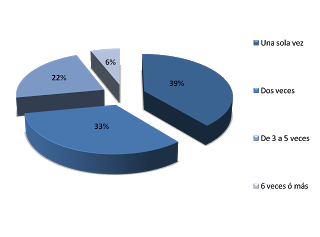 Una sola vez
6%
22%
39%
Dos veces
33%
De 3 a 5 veces
6 veces ó más